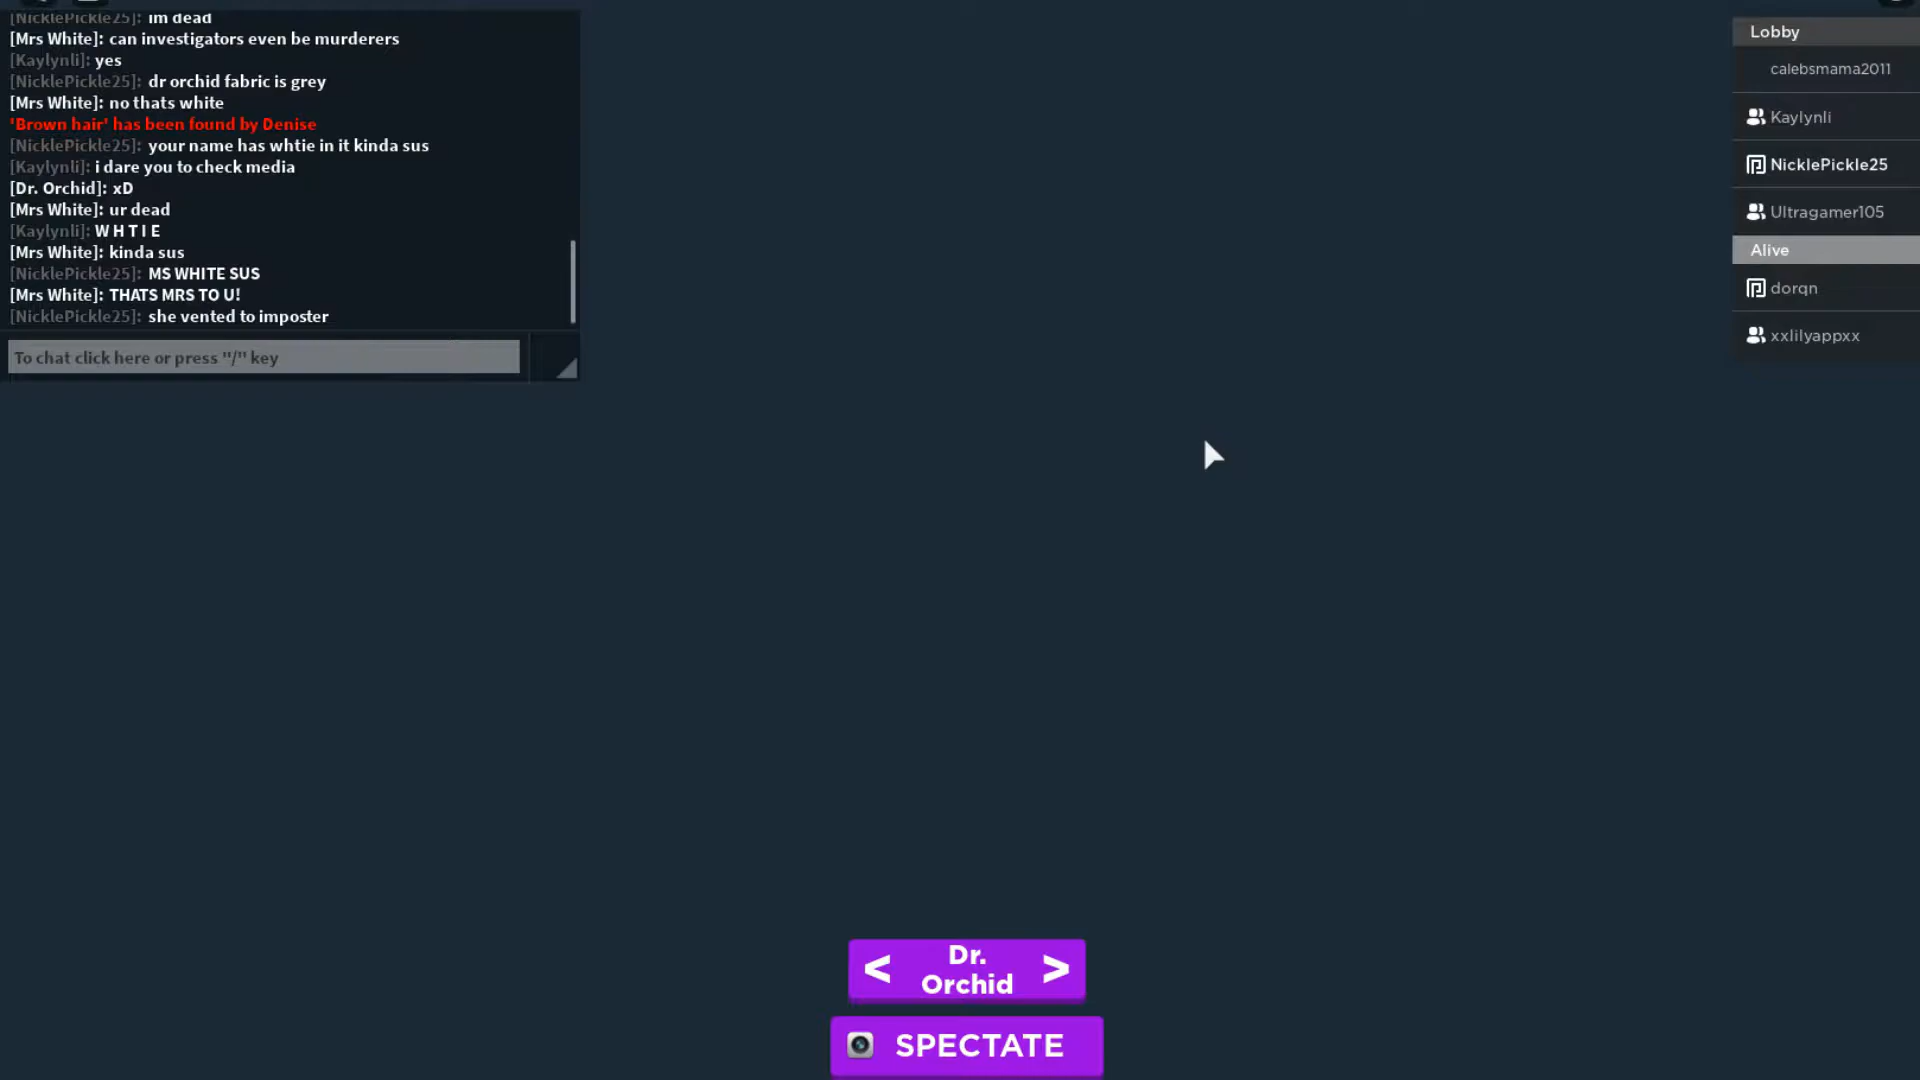 [NicklePickle25]: im dead
[Mrs White]: can investigators even be murderers
[Kaylynli]: yes
[NicklePickle25]: dr orchid fabric is grey
[Mrs White]: no thats white
'Brown hair' has been found by Denise
[NicklePickle25]: your name has whtie in it kinda sus
[Kaylynli]: i dare you to check media
[Dr. Orchid]: xD
[Mrs White]: ur dead
[Kaylynli]: W H T I E
[Mrs White]: kinda sus
[NicklePickle25]: MS WHITE SUS
[Mrs White]: THATS MRS TO U!
[NicklePickle25]: she vented to imposter
To chat click here or press "/" key
Lobby
calebsmama2011
Kaylynli
NicklePickle25
Ultragamer105
Alive
dorqn
xxlilyappxx
< Dr. Orchid >
SPECTATE